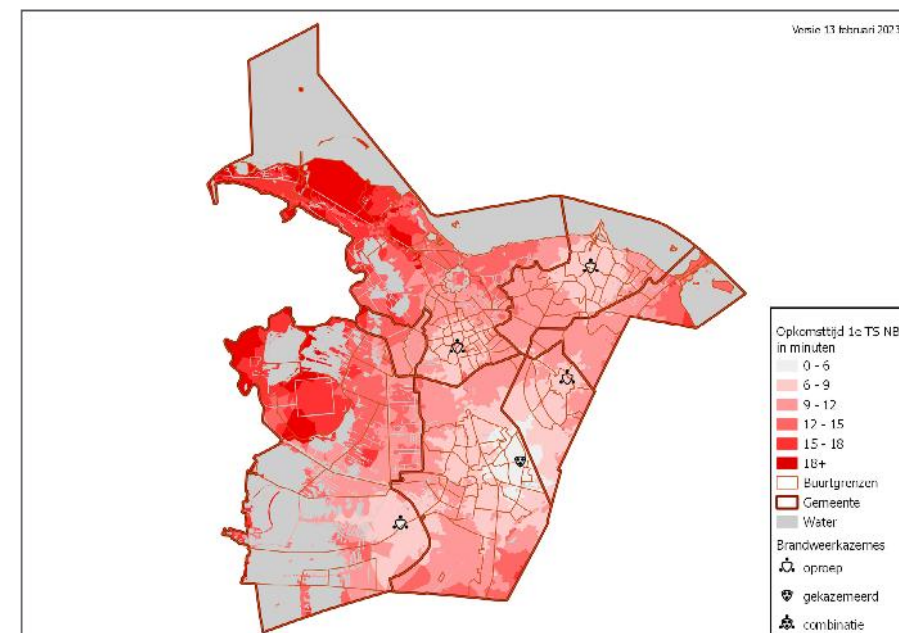 Versie 13 februari 2023
Opkomsttijd 1e TS NB
in minuten
0 - 6
6 - 9
9 - 12
12 - 15
15 - 18
18+
Buurtgrenzen
Gemeente
Water
Brandweerkazernes
oproep
gekazerneerd
combinatie